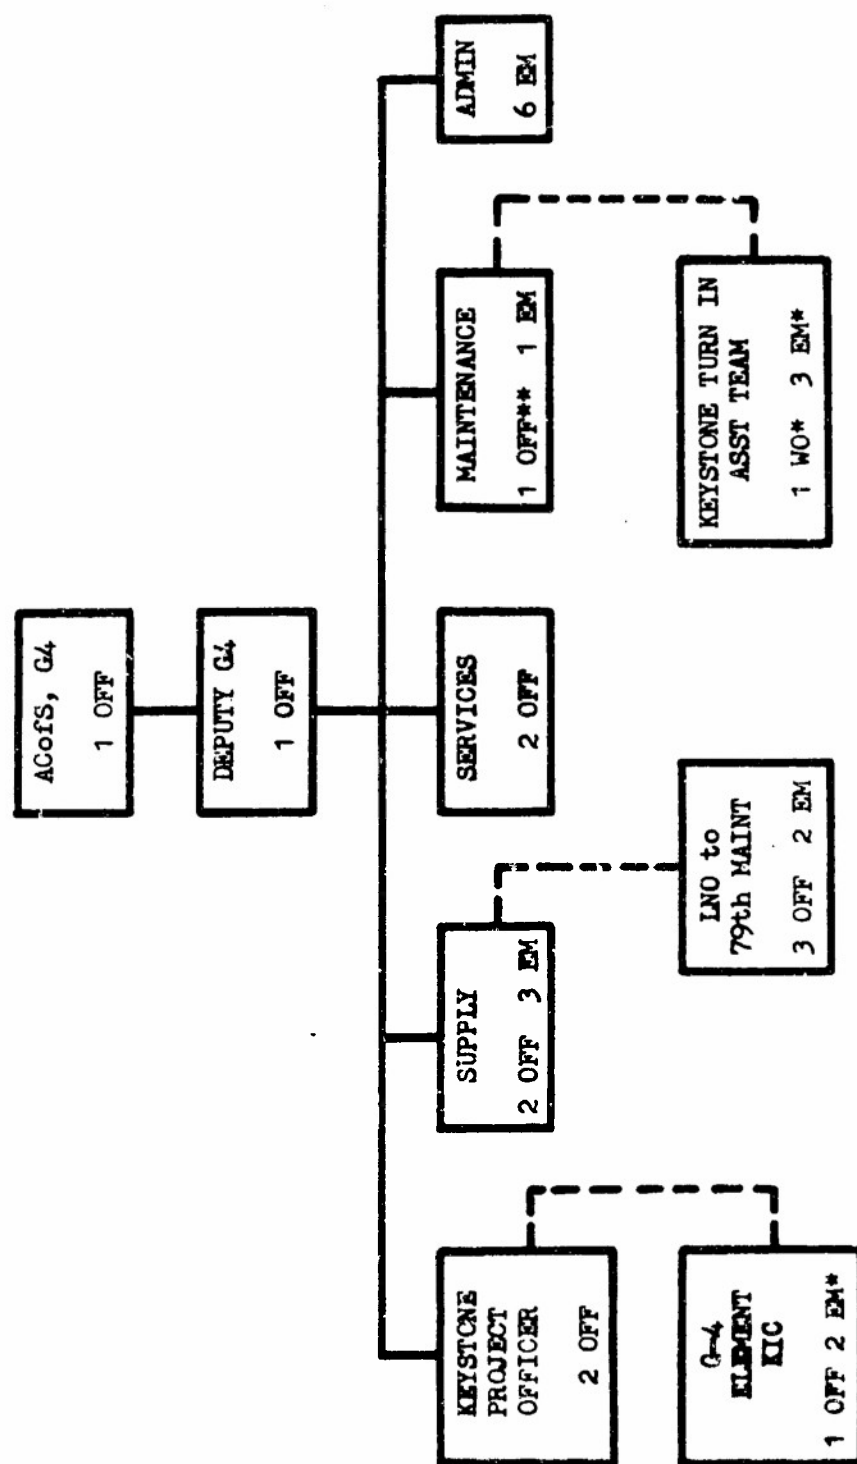 ACofS, G4
1 OFF
DEPUTY G4
1 OFF
KEYSTONE
PROJECT
OFFICER
2 OFF
SUPPLY
2 OFF 3 EM
SERVICES
2 OFF
MAINTENANCE
1 OFF** 1 EM
ADMIN
6 EM
G-4
ELEMENT
KIC
1 OFF 2 EM*
LNO to
79th MAINT
3 OFF 2 EM
KEYSTONE TURN IN
ASST TEAM
1 WO* 3 EM*